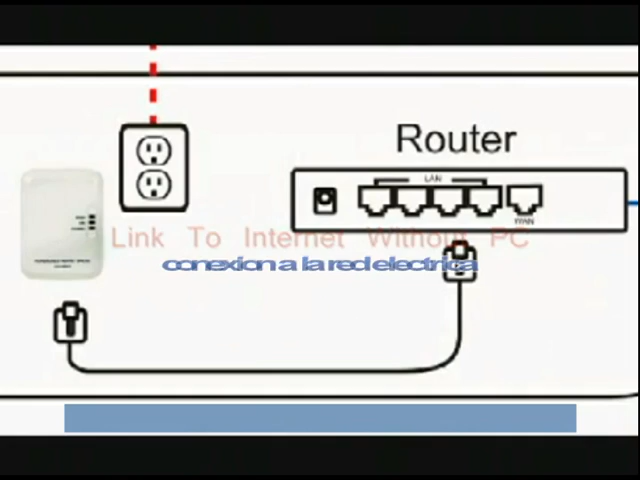 Router
LAN
WAN
Link To Internet Without PC
conexion a la red electrica